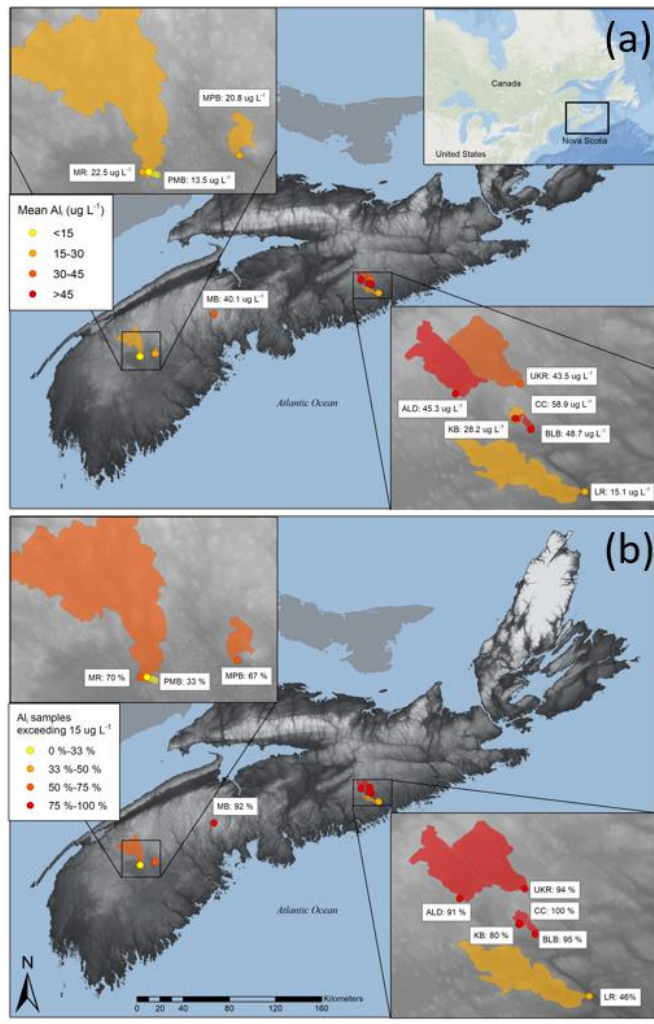 (a)
Canada
Nova Scotia
United States
MPB: 20.8 ug L⁻¹
MR: 22.5 ug L⁻¹
PMB: 13.5 ug L⁻¹
Mean Alᵢ (ug L⁻¹)
<15
15-30
30-45
>45
MB: 40.1 ug L⁻¹
Atlantic Ocean
UKR: 43.5 ug L⁻¹
CC: 58.9 ug L⁻¹
ALD: 45.3 ug L⁻¹
KB: 28.2 ug L⁻¹
BLB: 48.7 ug L⁻¹
LR: 15.1 ug L⁻¹
(b)
MR: 70 %
PMB: 33 %
MPB: 67 %
Alᵢ samples
exceeding 15 ug L⁻¹
0 %-33 %
33 %-50 %
50 %-75 %
75 %-100 %
MB: 92 %
Atlantic Ocean
UKR: 94 %
CC: 100 %
ALD: 91 %
KB: 80 %
BLB: 95 %
LR: 46%
N
Kilometers
0 20 40 80 120 160